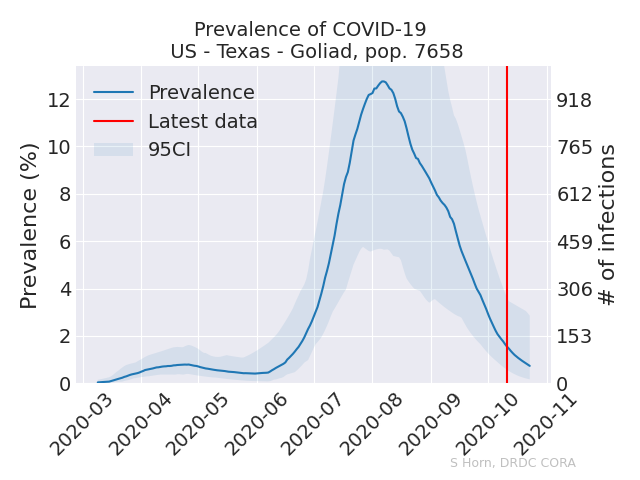 Prevalence of COVID-19
US - Texas - Goliad, pop. 7658
Prevalence
Latest data
95CI
Prevalence (%)
12
10
8
6
4
2
0
918
765
612
459
306
153
0
# of infections
2020-03
2020-04
2020-05
2020-06
2020-07
2020-08
2020-09
2020-10
2020-11
S Horn, DRDC CORA